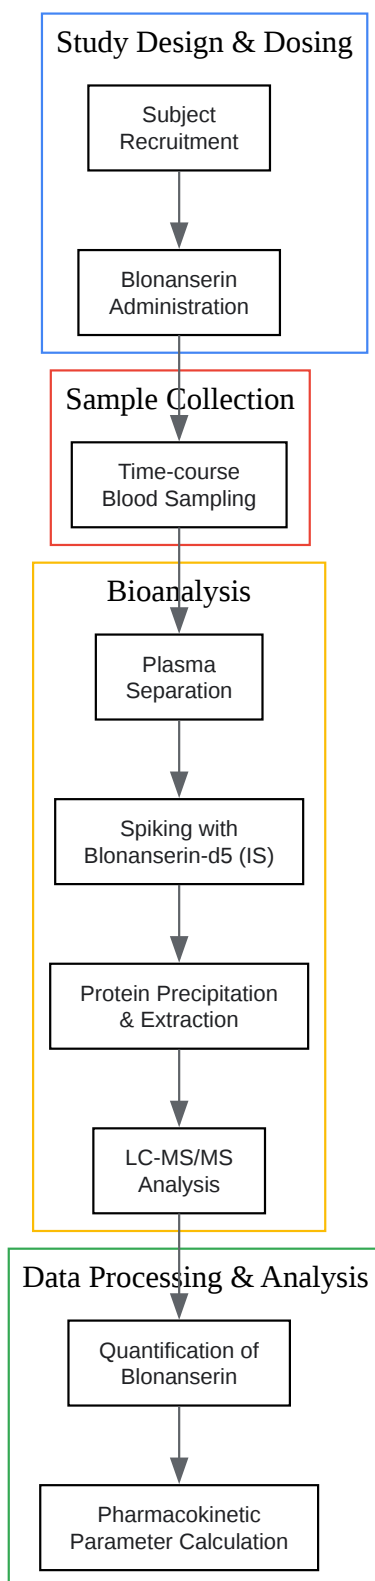 Study Design & Dosing
Subject
Recruitment
Blonanserin
Administration
Sample Collection
Time-course
Blood Sampling
Bioanalysis
Plasma
Separation
Spiking with
Blonanserin-d5 (IS)
Protein Precipitation
& Extraction
LC-MS/MS
Analysis
Data Processing & Analysis
Quantification of
Blonanserin
Pharmacokinetic
Parameter Calculation